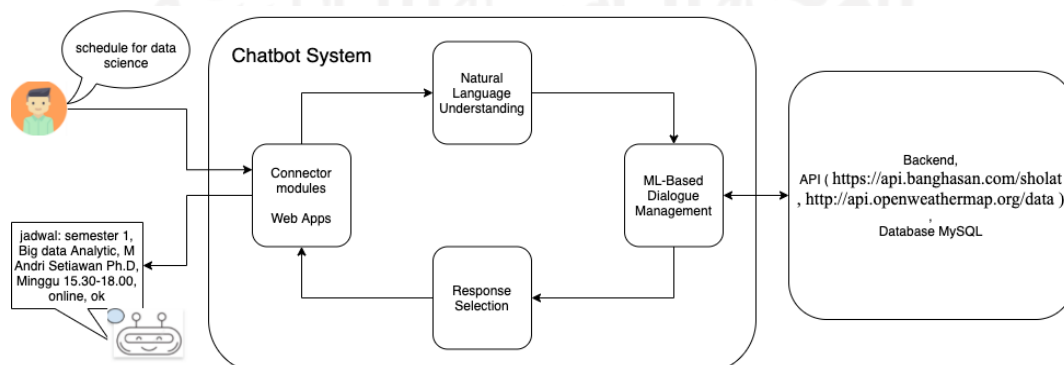 schedule for data
science
Chatbot System
Natural
Language
Understanding
Connector
modules
Web Apps
ML-Based
Dialogue
Management
Response
Selection
Backend,
API ( https://api.banghasan.com/sholat
, http://api.openweathermap.org/data )
,
Database MySQL
jadwal: semester 1,
Big data Analytic, M
Andri Setiawan Ph.D,
Minggu 15.30-18.00,
online, ok